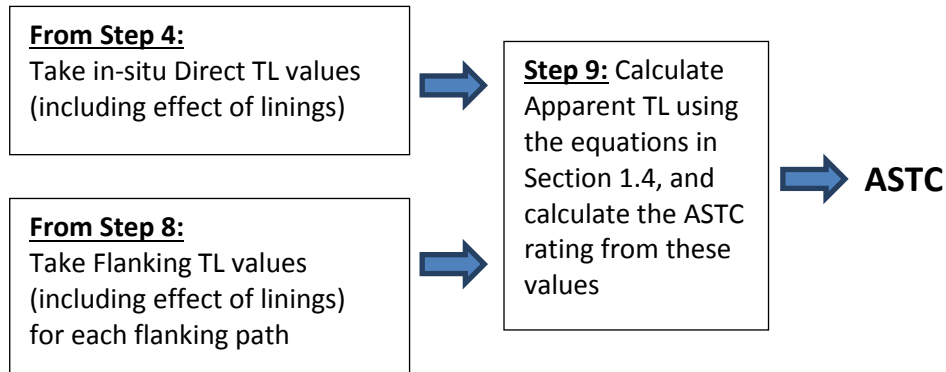 From Step 4:
Take in-situ Direct TL values
(including effect of linings)
From Step 8:
Take Flanking TL values
(including effect of linings)
for each flanking path
Step 9: Calculate
Apparent TL using
the equations in
Section 1.4, and
calculate the ASTC
rating from these
values
ASTC